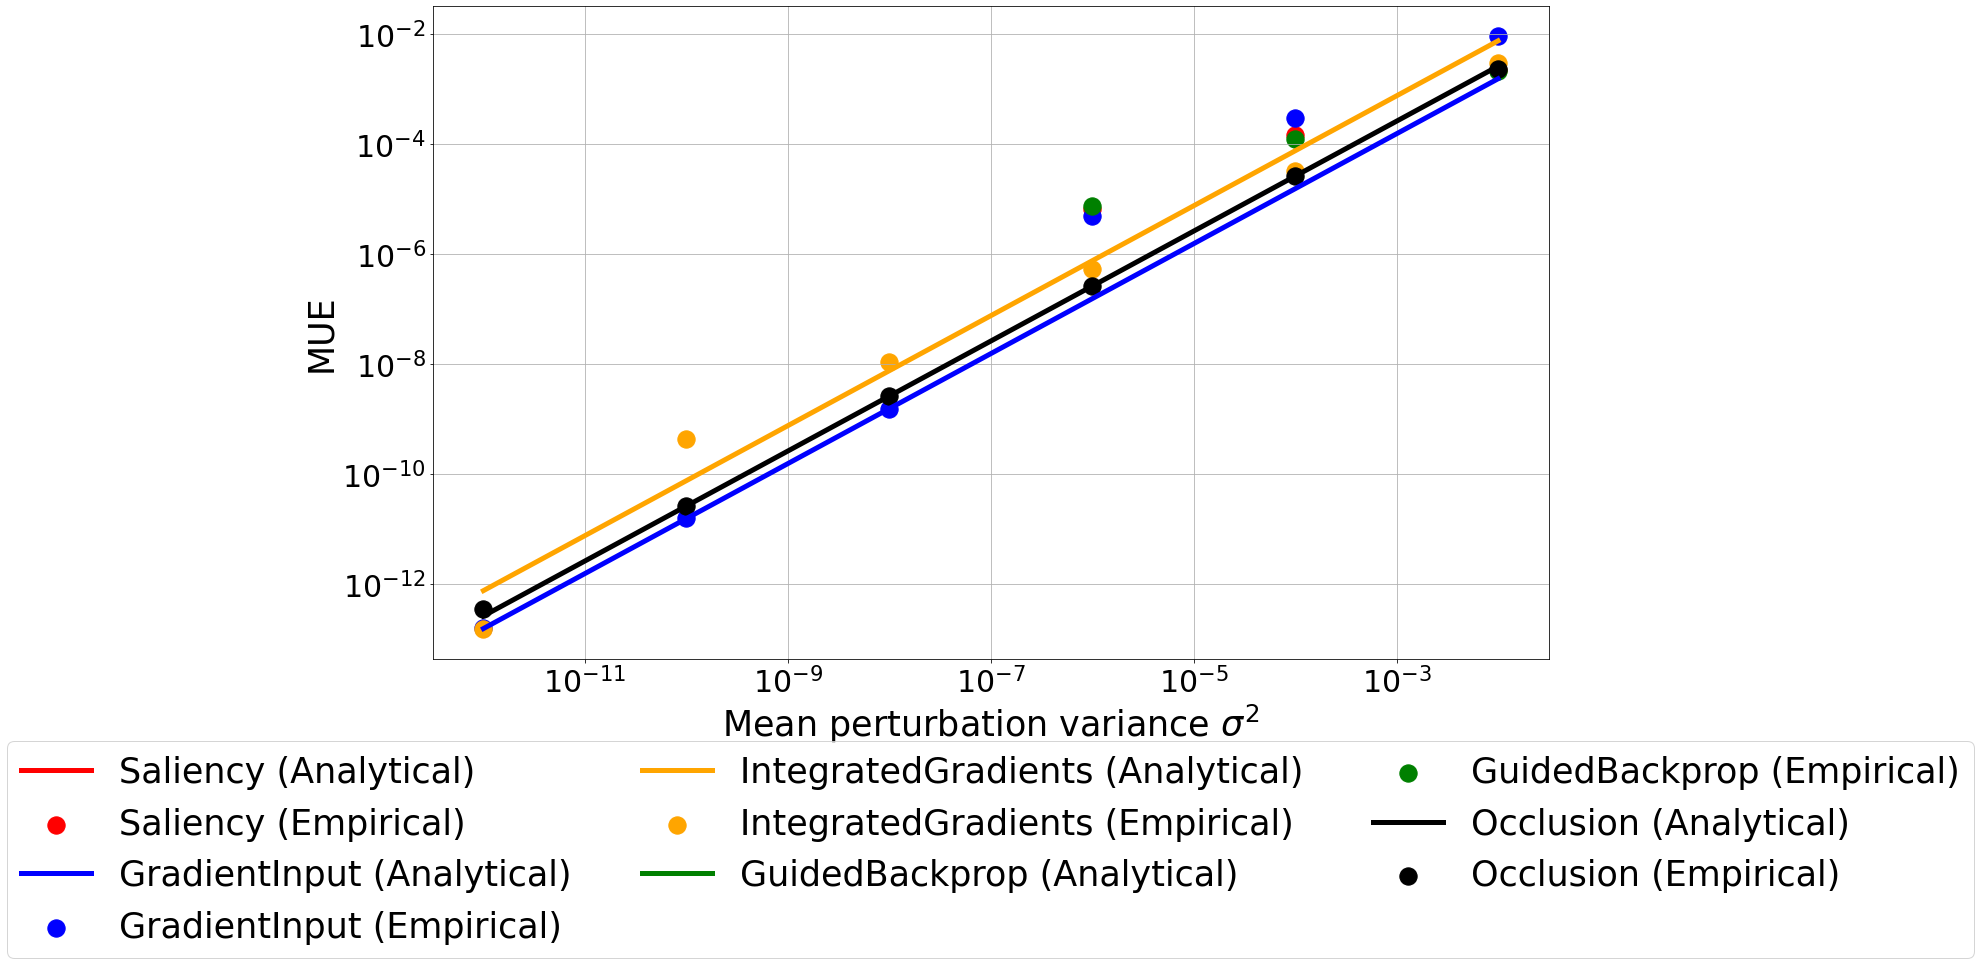 10⁻²
10⁻⁴
10⁻⁶
10⁻⁸
10⁻¹⁰
10⁻¹²
MUE
10⁻¹¹ 10⁻⁹ 10⁻⁷ 10⁻⁵ 10⁻³
Mean perturbation variance σ²
Saliency (Analytical)
Saliency (Empirical)
GradientInput (Analytical)
GradientInput (Empirical)
IntegratedGradients (Analytical)
IntegratedGradients (Empirical)
GuidedBackprop (Analytical)
GuidedBackprop (Empirical)
Occlusion (Analytical)
Occlusion (Empirical)